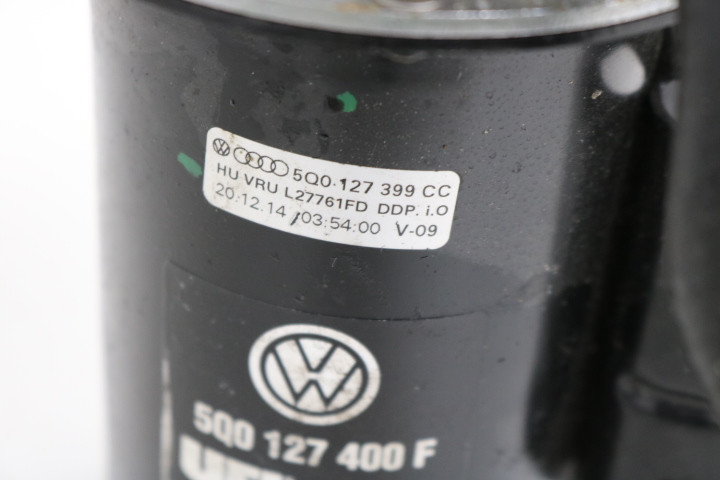 5Q0.127 399 CC
HU VRU L27761FD DDP. i.O
20.12.14 /03:54:00 V-09
5Q0 127 400 F